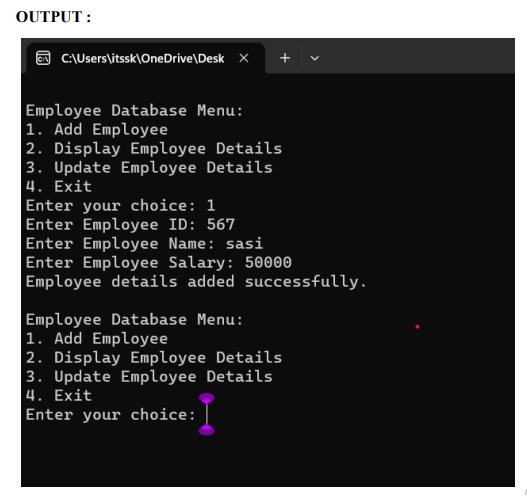 OUTPUT :
C:\Users\itssk\OneDrive\Desk
Employee Database Menu:
1. Add Employee
2. Display Employee Details
3. Update Employee Details
4. Exit
Enter your choice: 1
Enter Employee ID: 567
Enter Employee Name: sasi
Enter Employee Salary: 50000
Employee details added successfully.
Employee Database Menu:
1. Add Employee
2. Display Employee Details
3. Update Employee Details
4. Exit
Enter your choice: